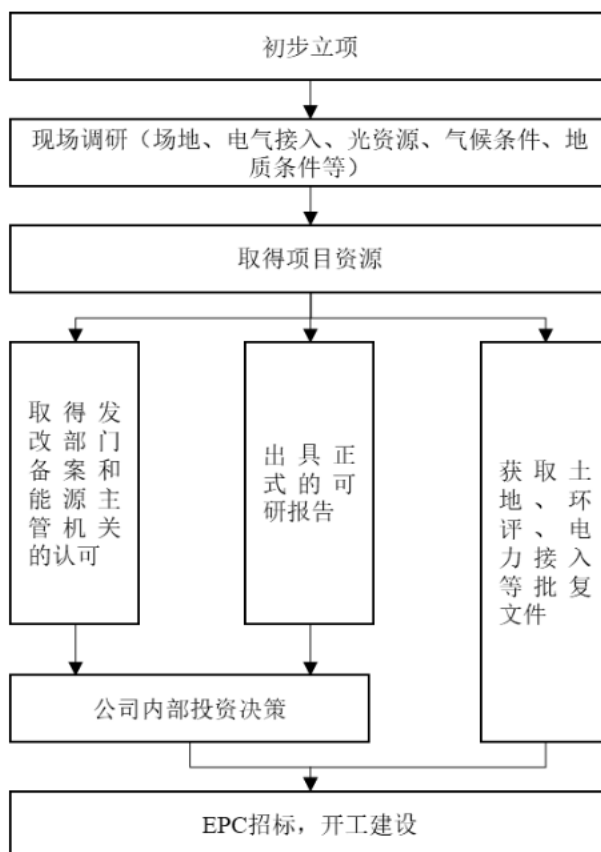 初步立项
现场调研（场地、电气接入、光资源、气候条件、地
质条件等）
取得项目资源
取得发
改部门
备案和
能源主
管机关
的认可
出具正
式的可
研报告
获取土
地、环
评、电
力接入
等批复
文件
公司内部投资决策
EPC招标，开工建设